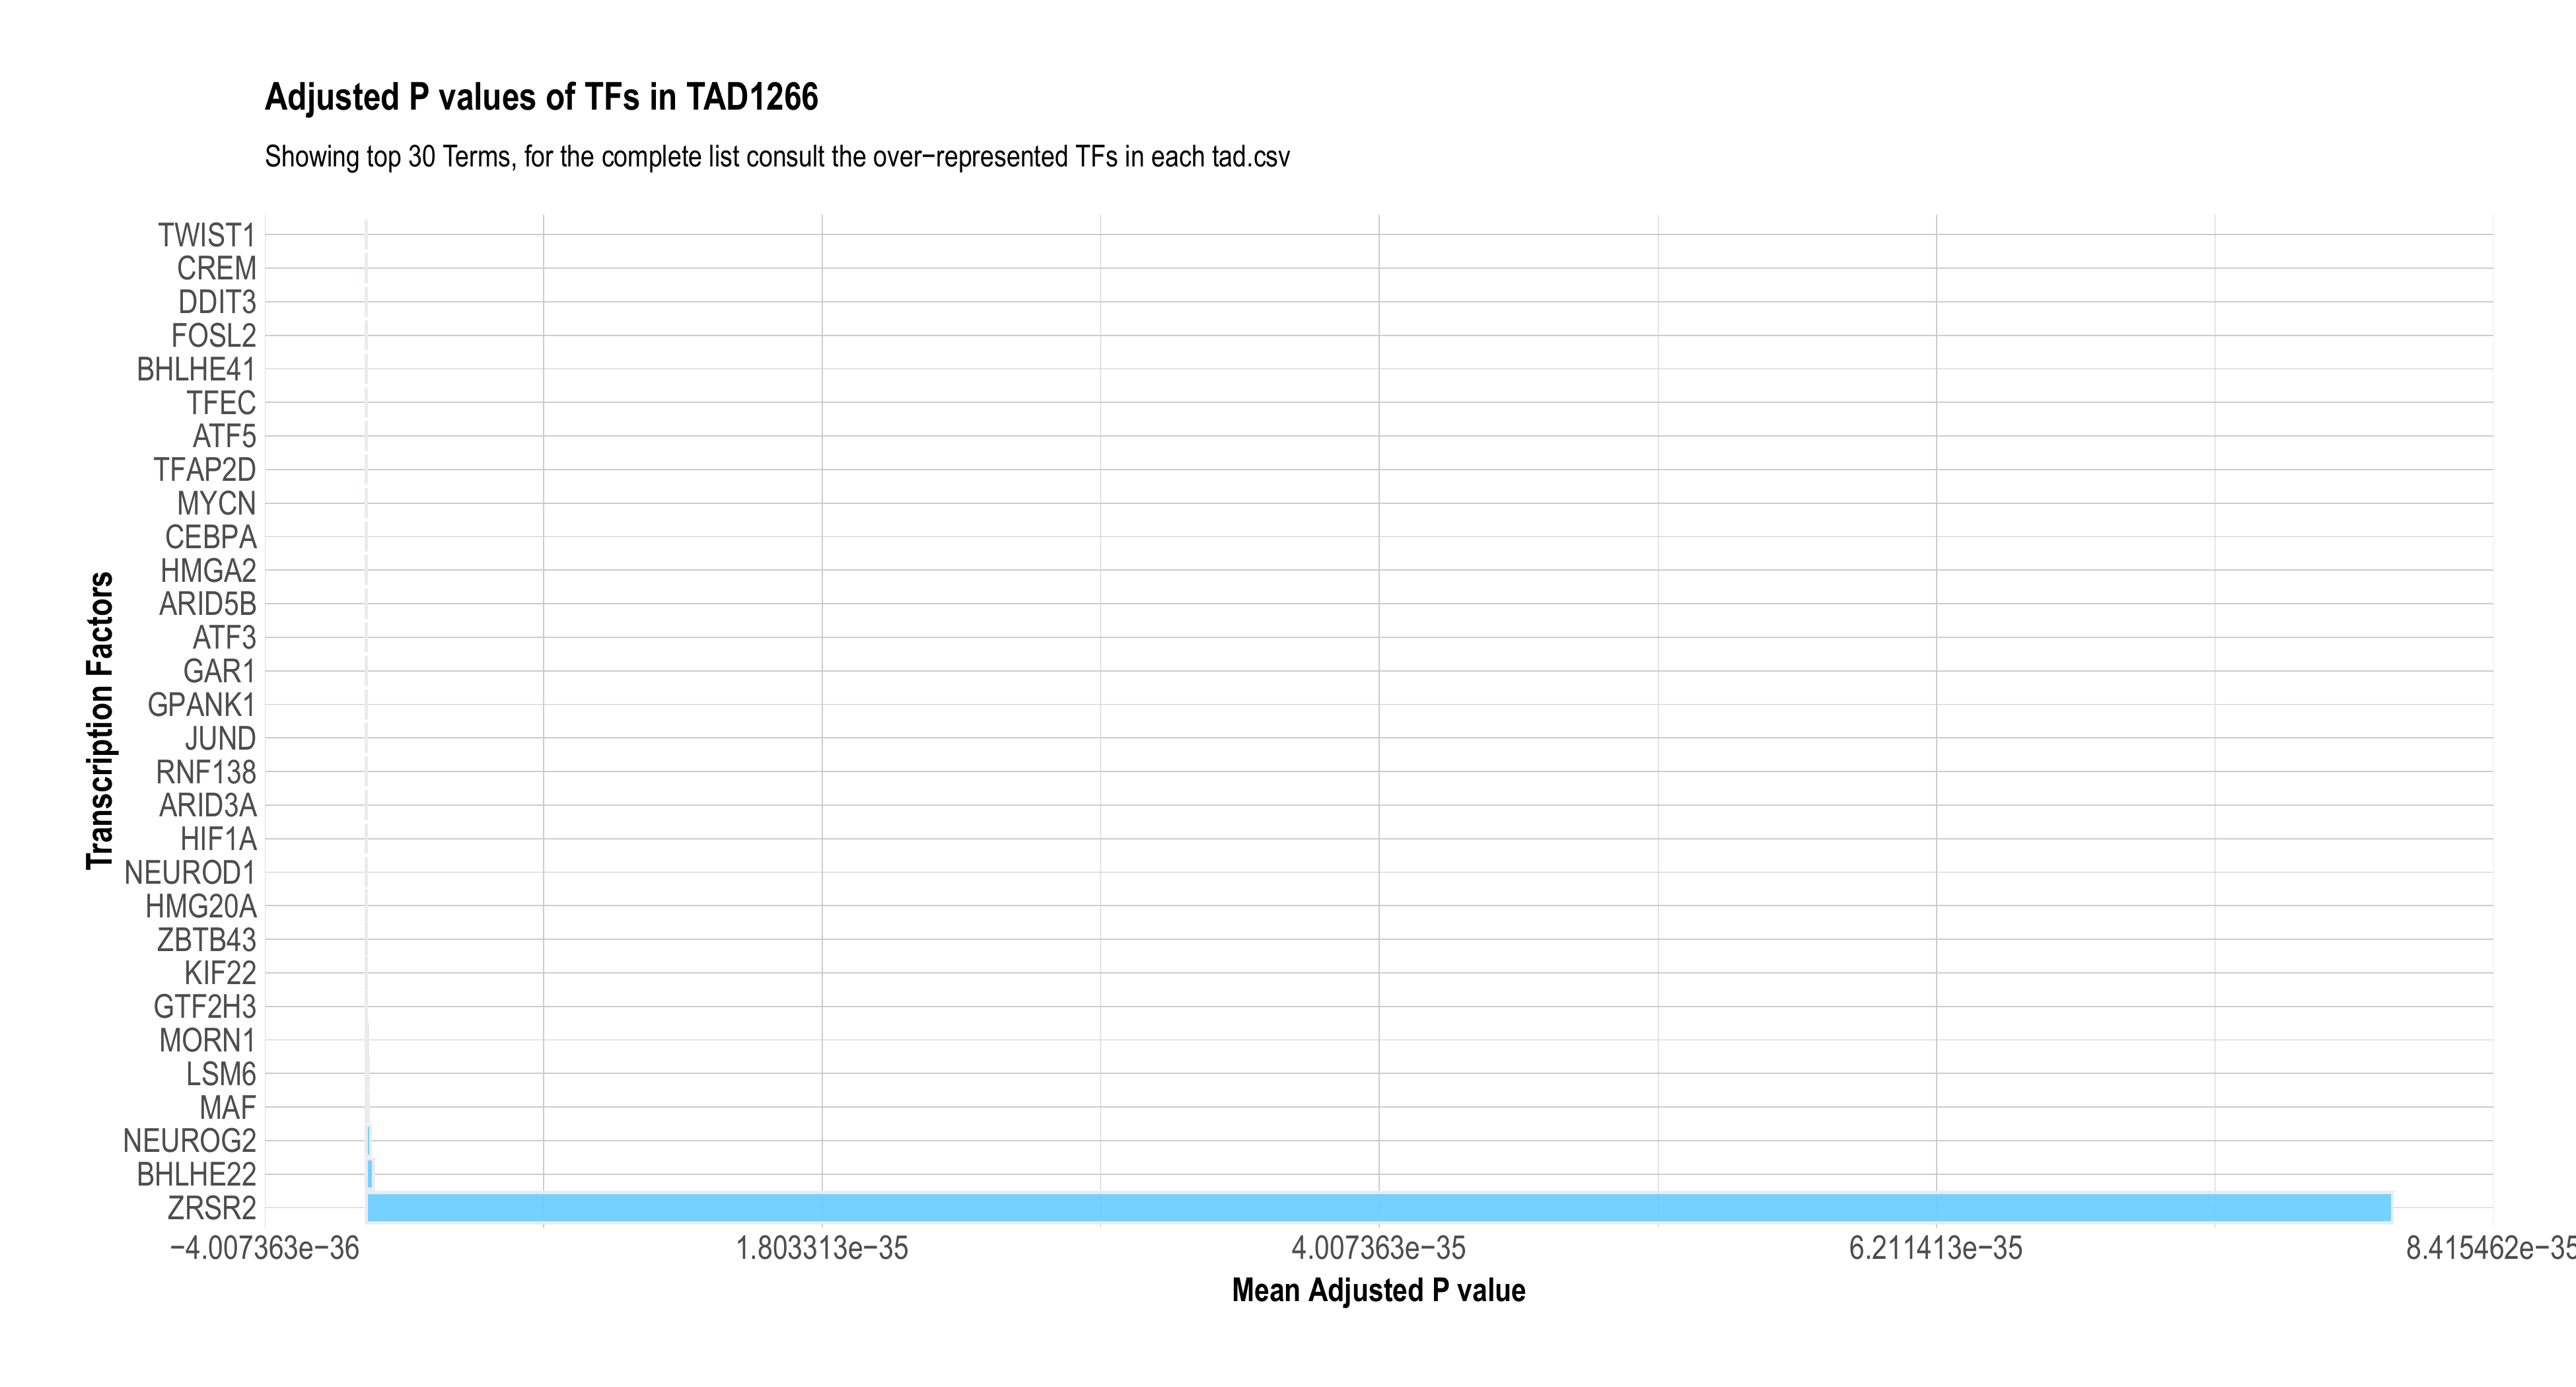 Adjusted P values of TFs in TAD1266
Showing top 30 Terms, for the complete list consult the over−represented TFs in each tad.csv
Transcription Factors
TWIST1
CREM
DDIT3
FOSL2
BHLHE41
TFEC
ATF5
TFAP2D
MYCN
CEBPA
HMGA2
ARID5B
ATF3
GAR1
GPANK1
JUND
RNF138
ARID3A
HIF1A
NEUROD1
HMG20A
ZBTB43
KIF22
GTF2H3
MORN1
LSM6
MAF
NEUROG2
BHLHE22
ZRSR2
−4.007363e−36 1.803313e−35 4.007363e−35 6.211413e−35 8.415462e−35
Mean Adjusted P value